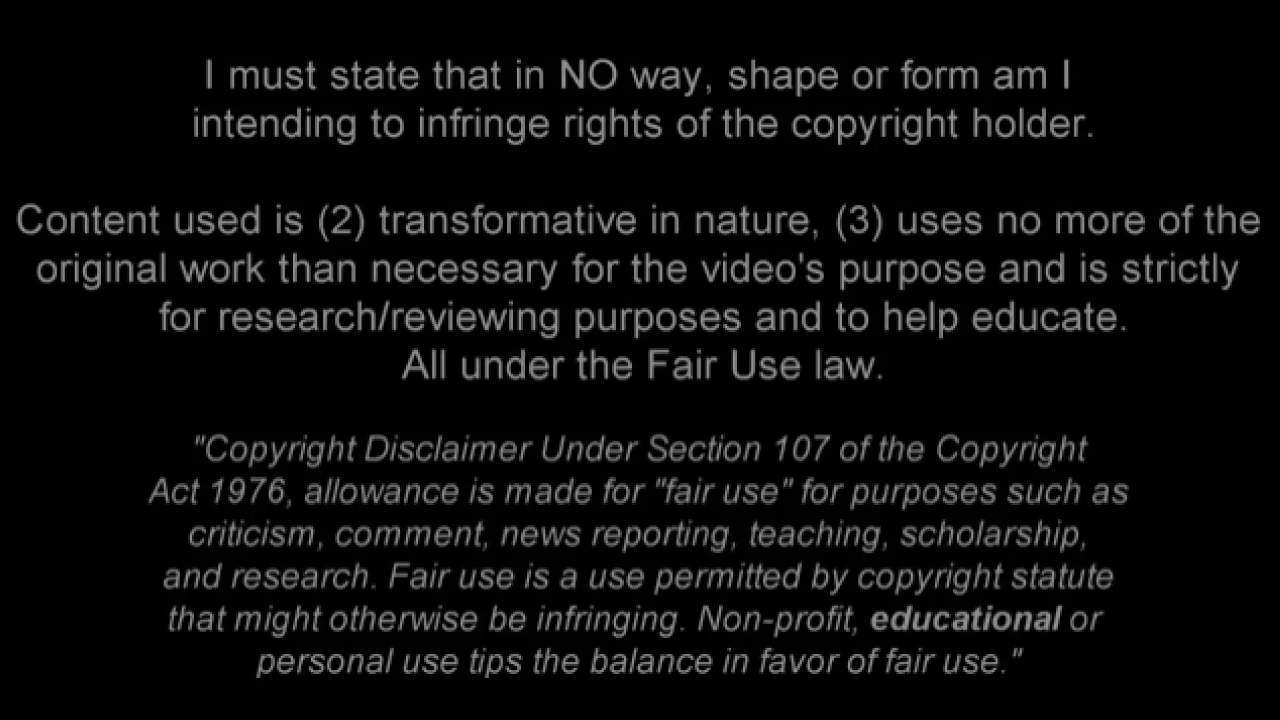 I must state that in NO way, shape or form am I
intending to infringe rights of the copyright holder.
Content used is (2) transformative in nature, (3) uses no more of the
original work than necessary for the video's purpose and is strictly
for research/reviewing purposes and to help educate.
All under the Fair Use law.
"Copyright Disclaimer Under Section 107 of the Copyright
Act 1976, allowance is made for "fair use" for purposes such as
criticism, comment, news reporting, teaching, scholarship,
and research. Fair use is a use permitted by copyright statute
that might otherwise be infringing. Non-profit, educational or
personal use tips the balance in favor of fair use."